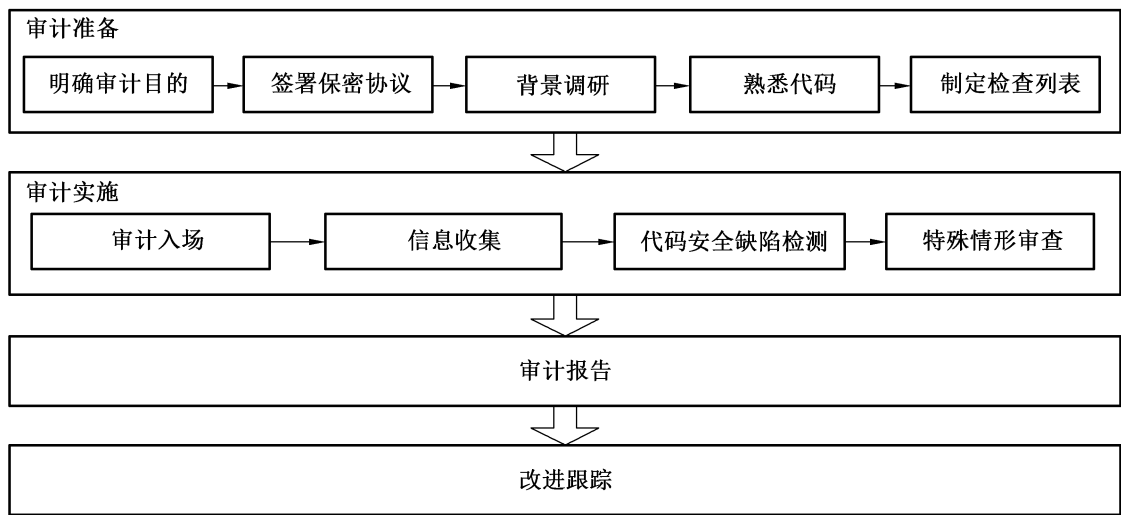 审计准备
明确审计目的
签署保密协议
背景调研
熟悉代码
制定检查列表
审计实施
审计入场
信息收集
代码安全缺陷检测
特殊情形审查
审计报告
改进跟踪